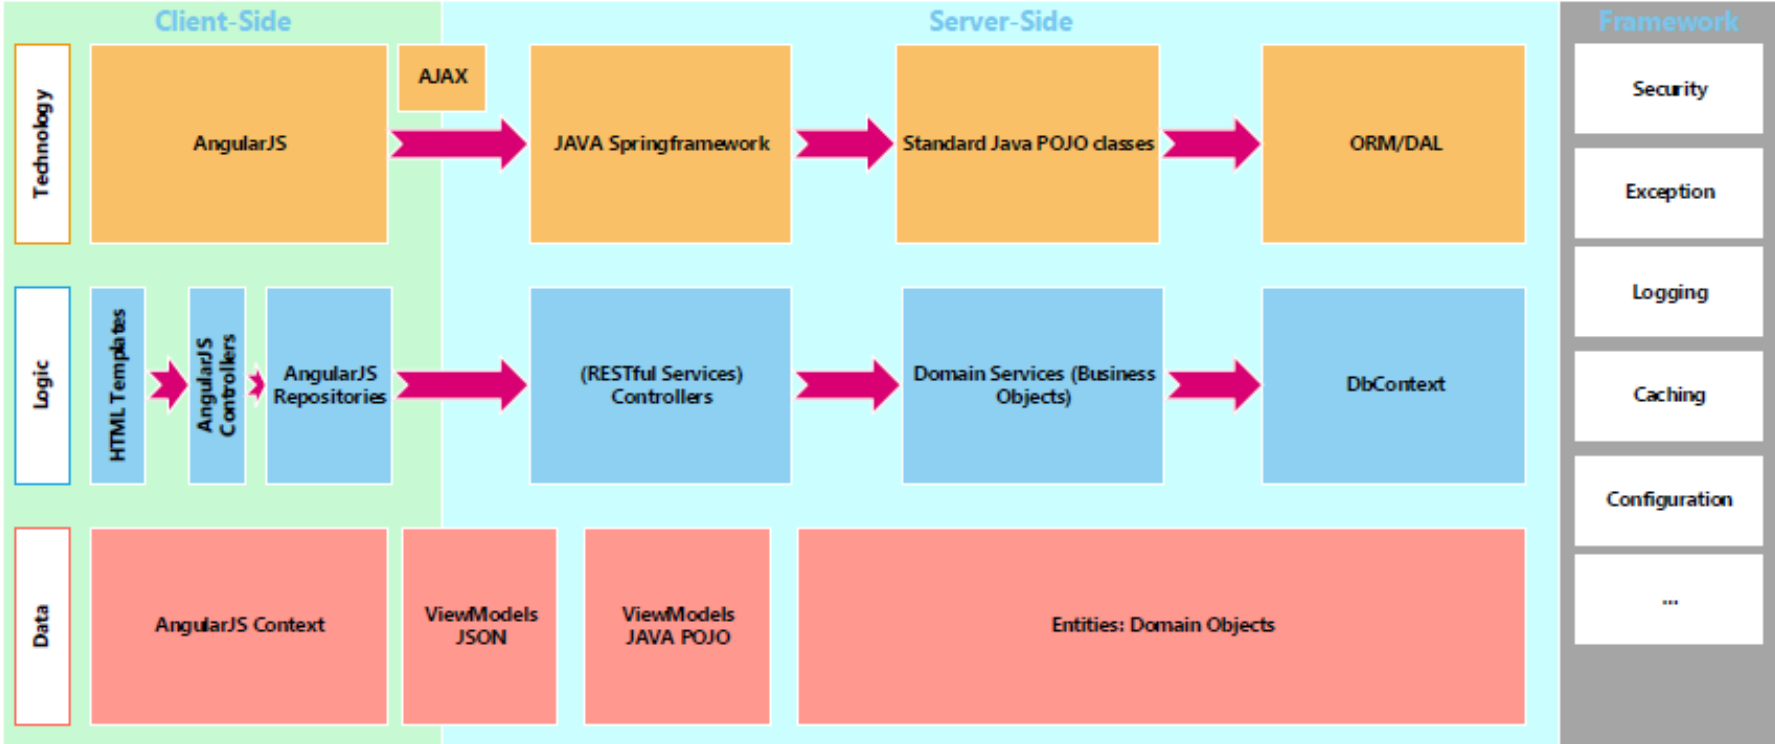 Client-Side
Server-Side
Framework
Technology
AngularJS
AJAX
JAVA Springframework
Standard Java POJO classes
ORM/DAL
Security
Exception
Logic
HTML Templates
AngularJS
Controllers
AngularJS
Repositories
(RESTful Services)
Controllers
Domain Services (Business
Objects)
DbContext
Logging
Caching
Configuration
Data
AngularJS Context
ViewModels
JSON
ViewModels
JAVA POJO
Entities: Domain Objects
...